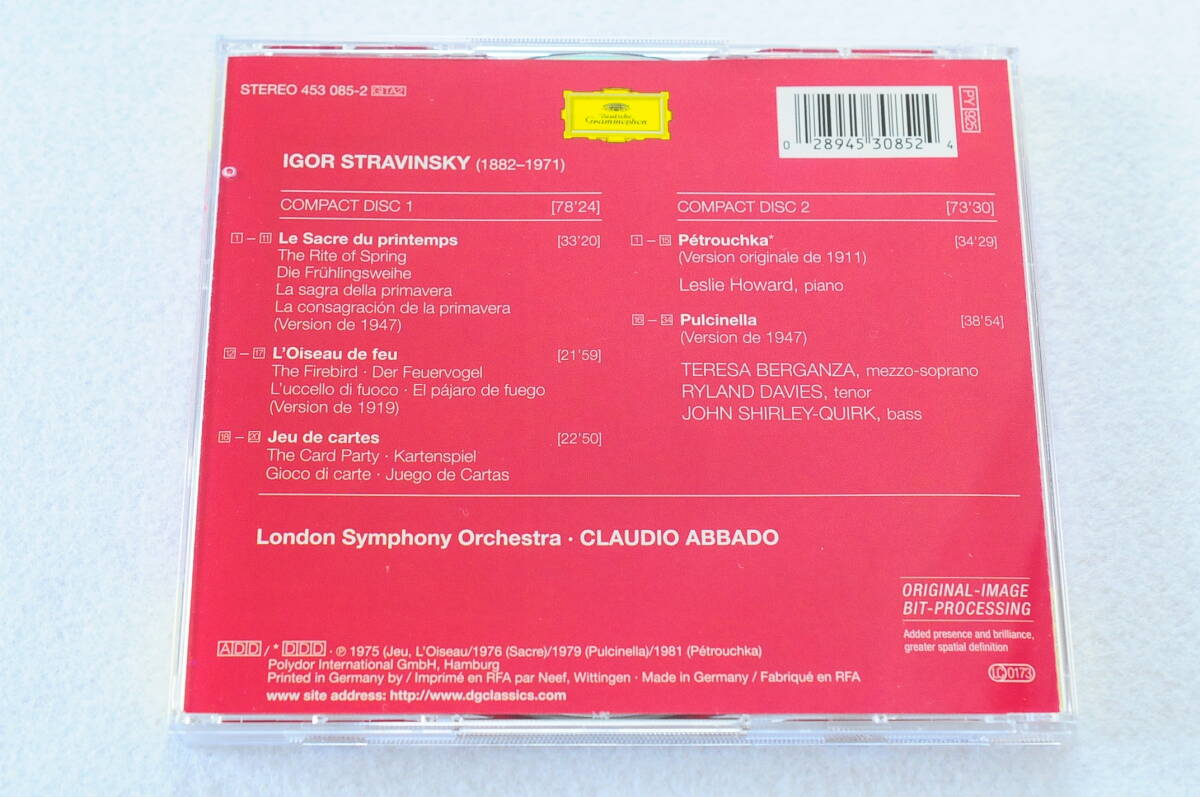 STEREO 453 085-2 GTA2
Deutsche
Grammophon
0 28945 30852 4
PY 925
IGOR STRAVINSKY (1882–1971)
COMPACT DISC 1 [78'24]
1 – 11 Le Sacre du printemps [33'20]
The Rite of Spring
Die Frühlingsweihe
La sagra della primavera
La consagración de la primavera
(Version de 1947)
12 – 17 L'Oiseau de feu [21'59]
The Firebird · Der Feuervogel
L'uccello di fuoco · El pájaro de fuego
(Version de 1919)
18 – 20 Jeu de cartes [22'50]
The Card Party · Kartenspiel
Gioco di carte · Juego de Cartas
COMPACT DISC 2 [73'30]
1 – 15 Pétrouchka* [34'29]
(Version originale de 1911)
Leslie Howard, piano
16 – 34 Pulcinella [38'54]
(Version de 1947)
TERESA BERGANZA, mezzo-soprano
RYLAND DAVIES, tenor
JOHN SHIRLEY-QUIRK, bass
London Symphony Orchestra · CLAUDIO ABBADO
ORIGINAL-IMAGE
BIT-PROCESSING
Added presence and brilliance,
greater spatial definition
ADD / * DDD · ℗ 1975 (Jeu, L'Oiseau/1976 (Sacre)/1979 (Pulcinella)/1981 (Pétrouchka)
Polydor International GmbH, Hamburg
Printed in Germany by / Imprimé en RFA par Neef, Wittingen · Made in Germany / Fabriqué en RFA
www site address: http://www.dgclassics.com
LC 0173